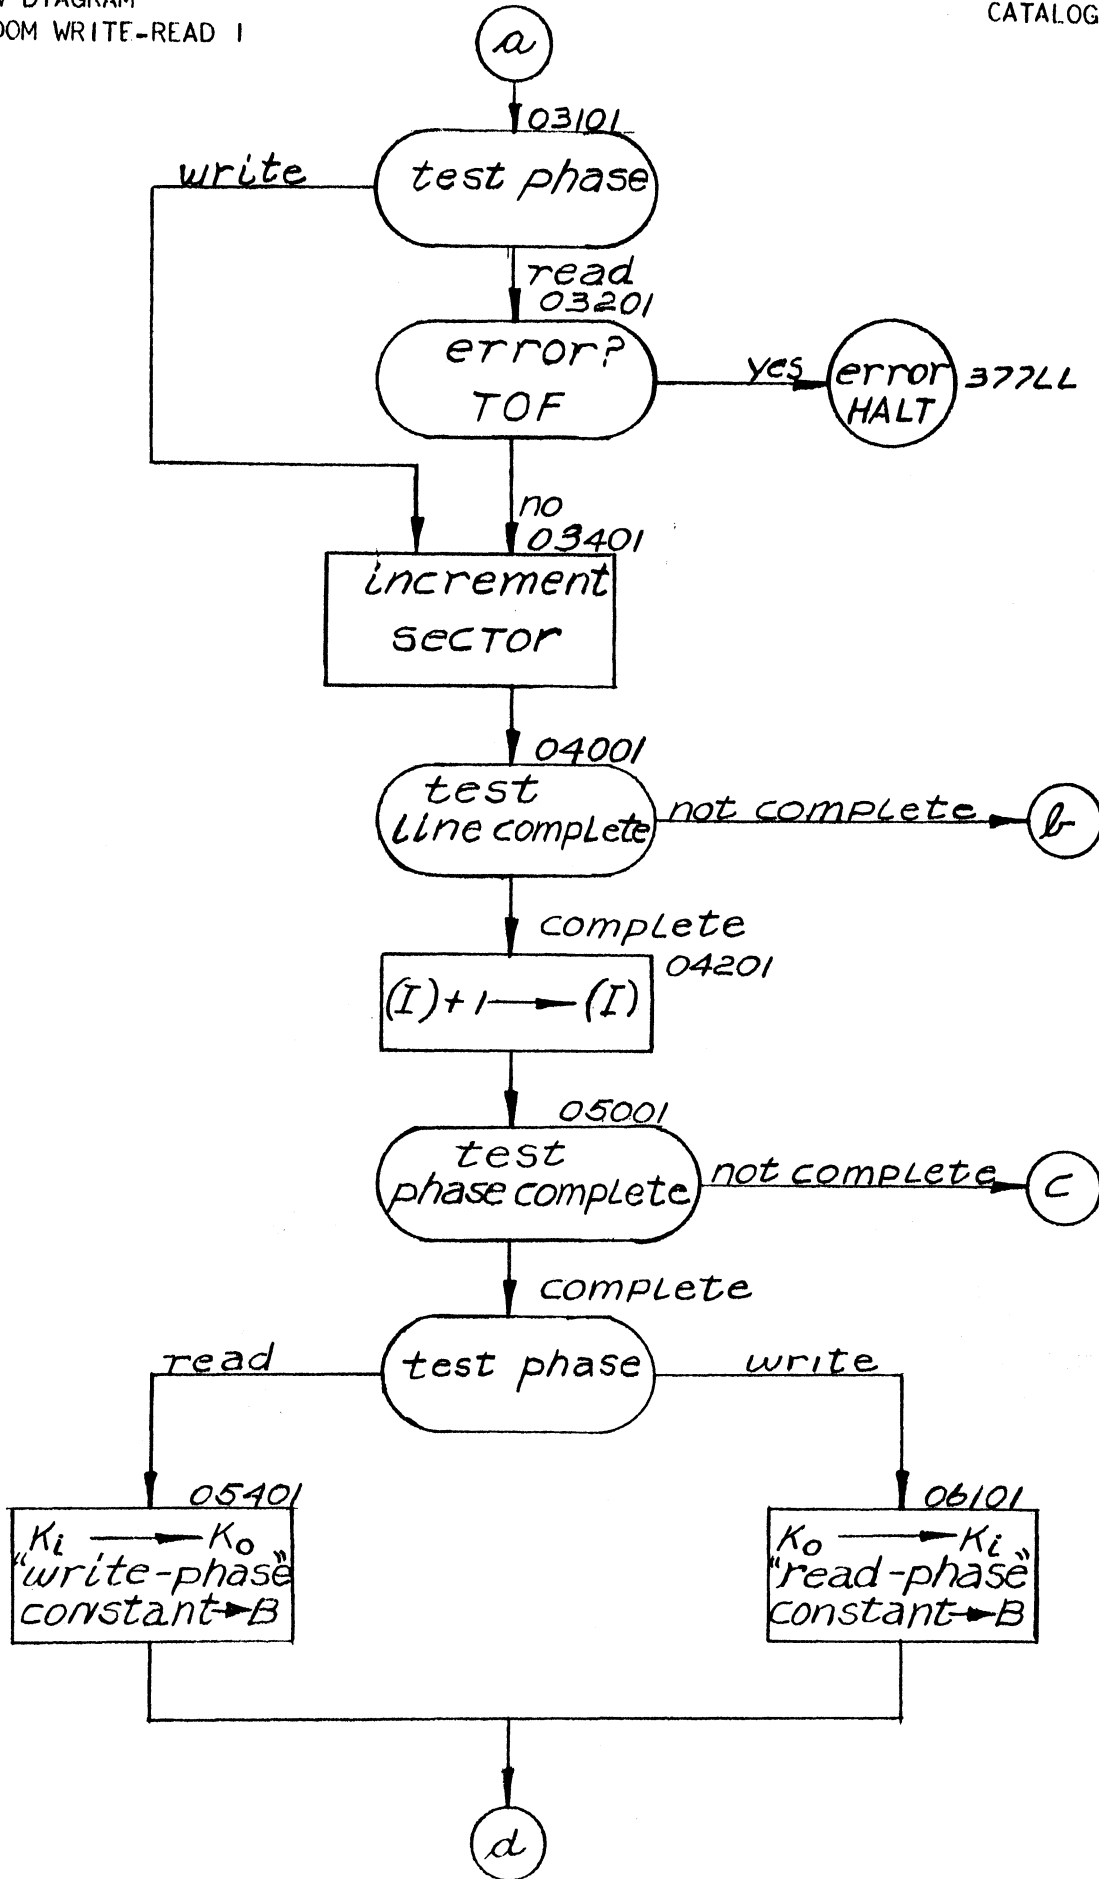 DIAGRAM
WRITE-READ I
CATALOG
a
03101
write
test phase
read
03201
error?
TOF
yes
error
HALT
377LL
no
03401
increment
sector
04001
test
line complete
not complete
b
complete
04201
(I)+1 → (I)
05001
test
phase complete
not complete
c
complete
read
test phase
write
05401
Ki → Ko
"write-phase"
constant→B
06101
Ko → Ki
"read-phase"
constant→B
d